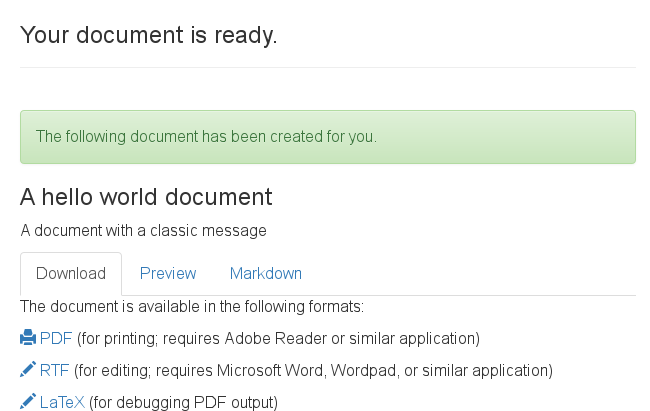 Your document is ready.
The following document has been created for you.
A hello world document
A document with a classic message
Download Preview Markdown
The document is available in the following formats:
PDF (for printing; requires Adobe Reader or similar application)
RTF (for editing; requires Microsoft Word, Wordpad, or similar application)
LaTeX (for debugging PDF output)